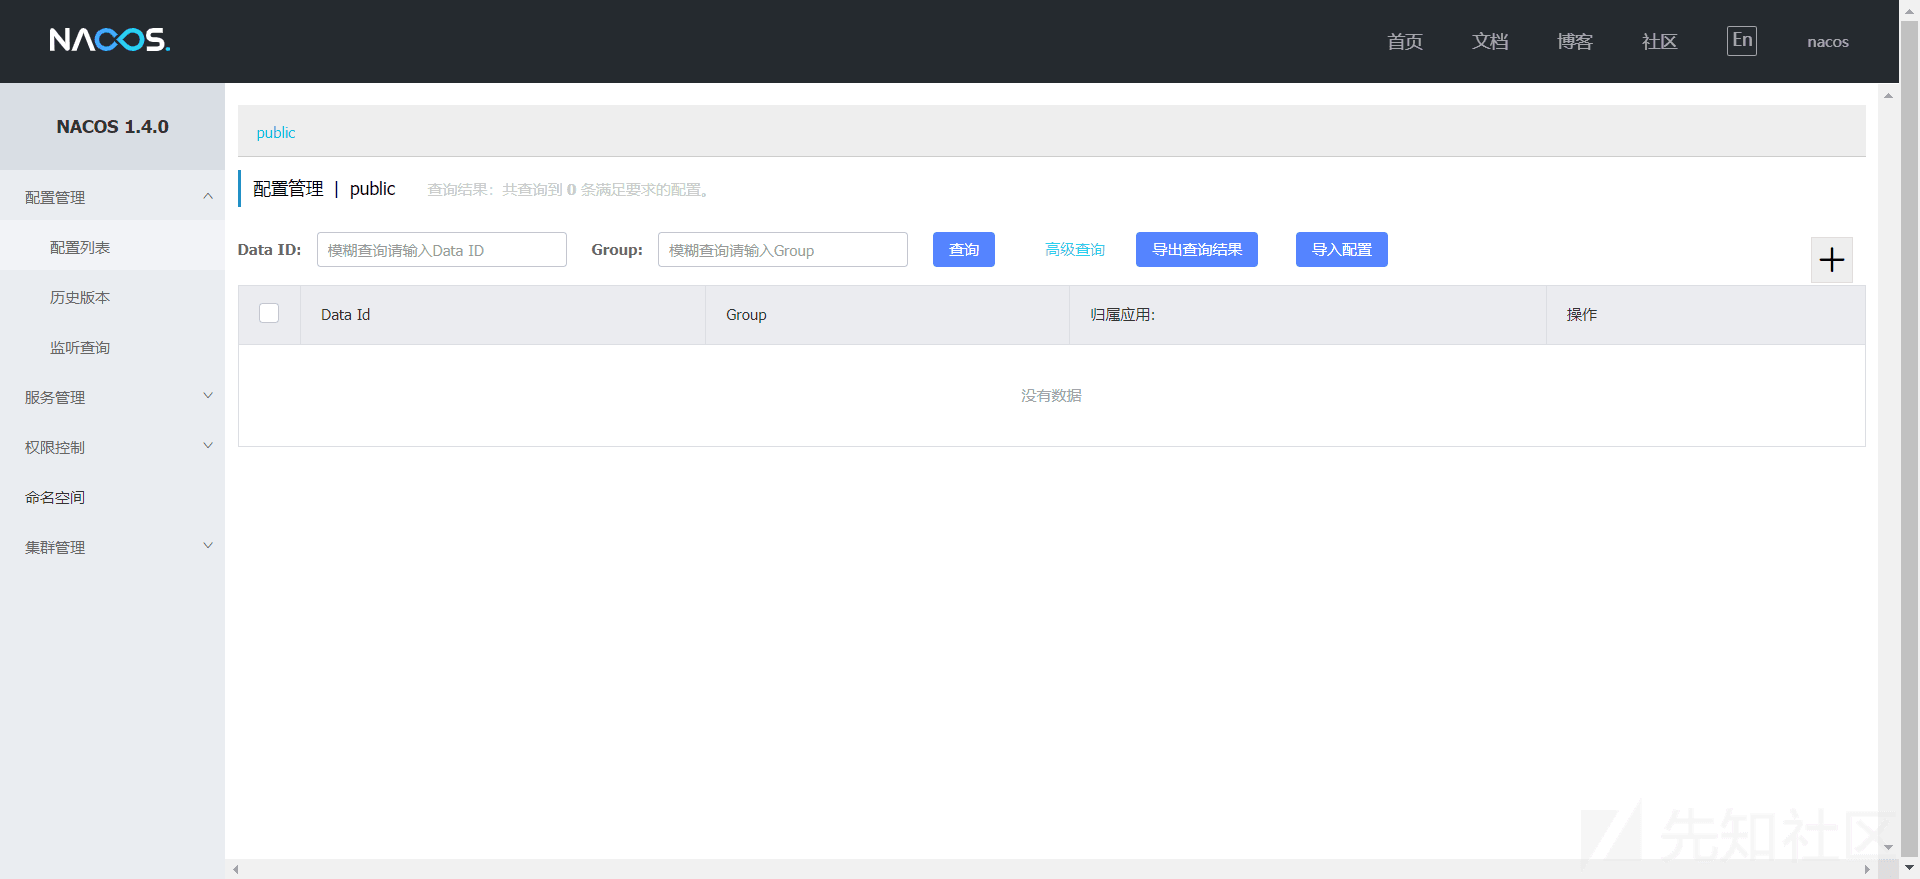 NACOS.
首页 文档 博客 社区 En nacos
NACOS 1.4.0
配置管理
配置列表
历史版本
监听查询
服务管理
权限控制
命名空间
集群管理
public
配置管理 | public 查询结果：共查询到 0 条满足要求的配置。
Data ID: 模糊查询请输入Data ID Group: 模糊查询请输入Group 查询 高级查询 导出查询结果 导入配置
Data Id Group 归属应用: 操作
没有数据
先知社区